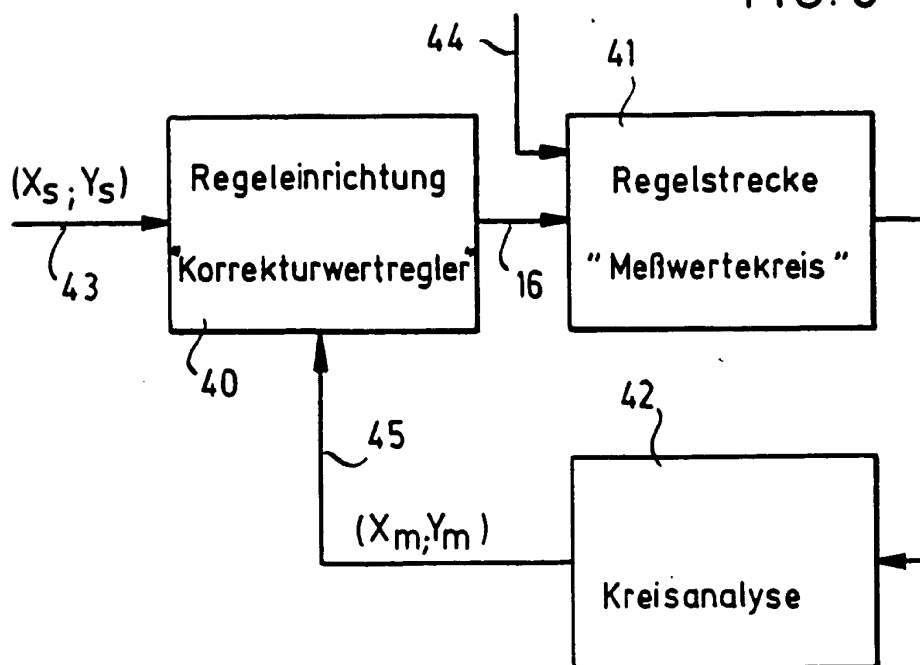 44
41
(Xs; Ys)
Regeleinrichtung
"Korrekturwertregler"
Regelstrecke
"Meßwertekreis"
43
16
40
42
45
(Xm; Ym)
Kreisanalyse